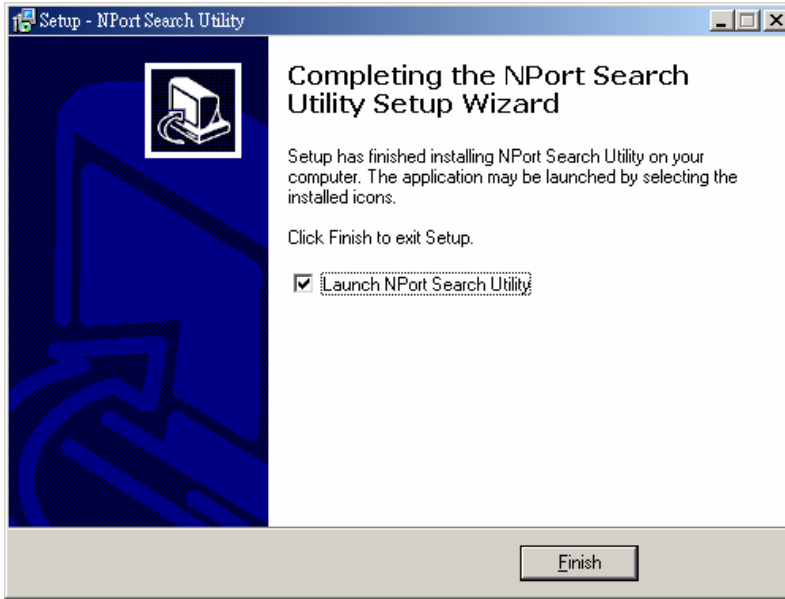 Setup - NPort Search Utility
Completing the NPort Search
Utility Setup Wizard
Setup has finished installing NPort Search Utility on your
computer. The application may be launched by selecting the
installed icons.
Click Finish to exit Setup.
Launch NPort Search Utility
Finish